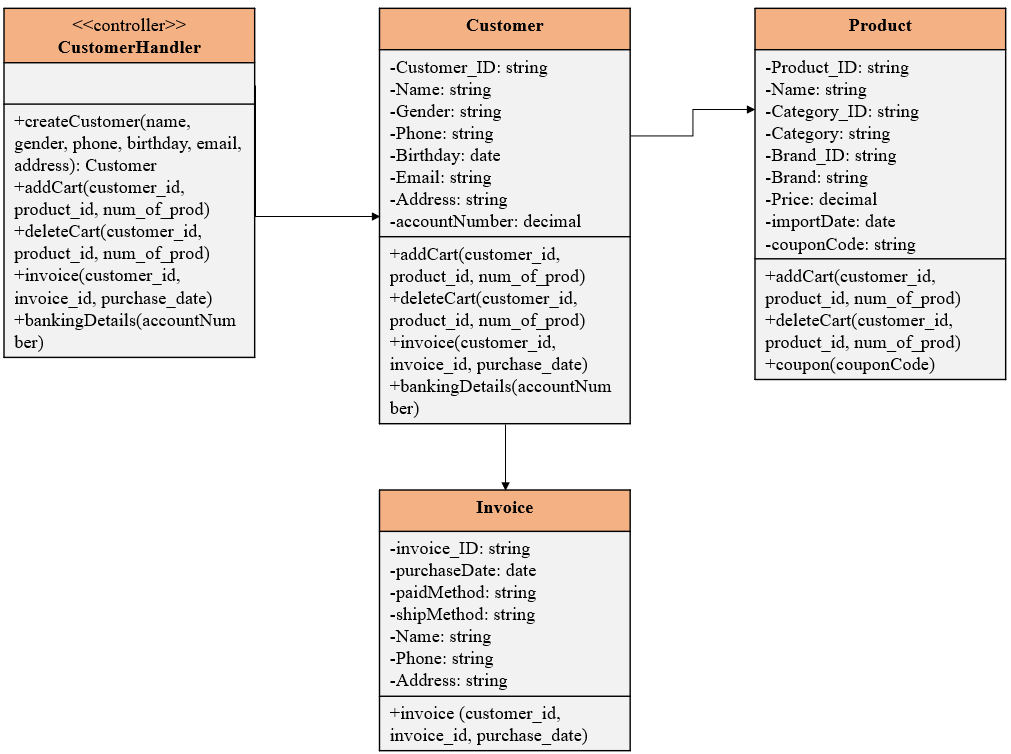 <<controller>>
CustomerHandler
+createCustomer(name,
gender, phone, birthday, email,
address): Customer
+addCart(customer_id,
product_id, num_of_prod)
+deleteCart(customer_id,
product_id, num_of_prod)
+invoice(customer_id,
invoice_id, purchase_date)
+bankingDetails(accountNum
ber)
Customer
-Customer_ID: string
-Name: string
-Gender: string
-Phone: string
-Birthday: date
-Email: string
-Address: string
-accountNumber: decimal
+addCart(customer_id,
product_id, num_of_prod)
+deleteCart(customer_id,
product_id, num_of_prod)
+invoice(customer_id,
invoice_id, purchase_date)
+bankingDetails(accountNum
ber)
Product
-Product_ID: string
-Name: string
-Category_ID: string
-Category: string
-Brand_ID: string
-Brand: string
-Price: decimal
-importDate: date
-couponCode: string
+addCart(customer_id,
product_id, num_of_prod)
+deleteCart(customer_id,
product_id, num_of_prod)
+coupon(couponCode)
Invoice
-invoice_ID: string
-purchaseDate: date
-paidMethod: string
-shipMethod: string
-Name: string
-Phone: string
-Address: string
+invoice (customer_id,
invoice_id, purchase_date)